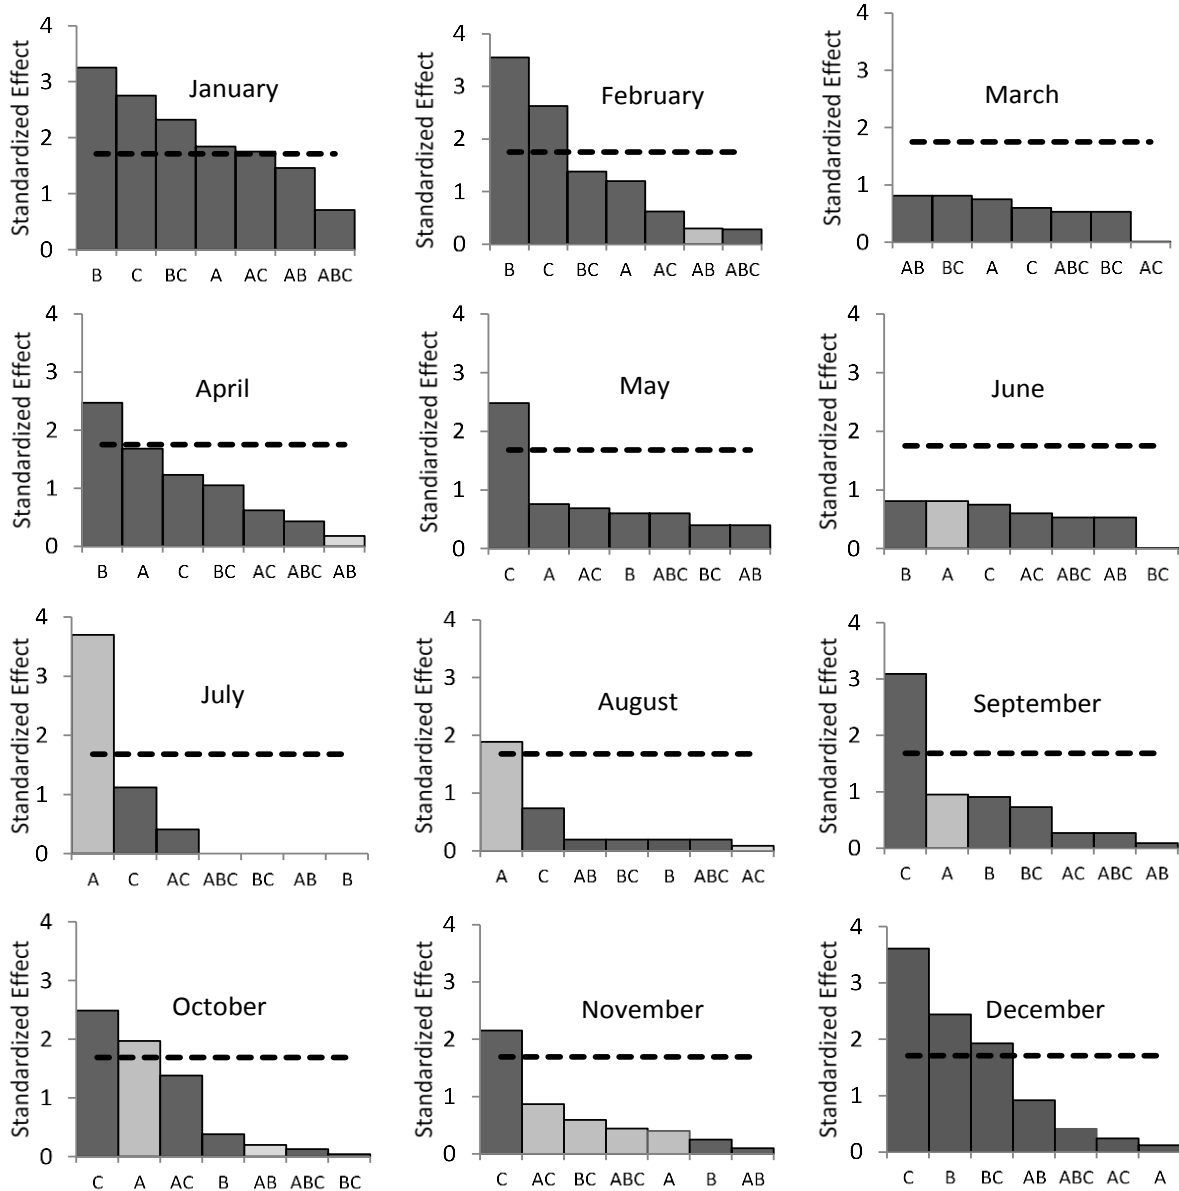 Standardized Effect
4
3
2
1
0
January
B C BC A AC AB ABC
Standardized Effect
4
3
2
1
0
February
B C BC A AC AB ABC
Standardized Effect
4
3
2
1
0
March
AB BC A C ABC BC AC
Standardized Effect
4
3
2
1
0
April
B A C BC AC ABC AB
Standiardized Effect
4
3
2
1
0
May
C A AC B ABC BC AB
Standardized Effect
4
3
2
1
0
June
B A C AC ABC AB BC
Standardized Effect
4
3
2
1
0
July
A C AC ABC BC AB B
Standardized Effect
4
3
2
1
0
August
A C AB BC B ABC AC
Standardized Effect
4
3
2
1
0
September
C A B BC AC ABC AB
Standardized Effect
4
3
2
1
0
October
C A AC B AB ABC BC
Standardized Effect
4
3
2
1
0
November
C AC BC ABC A B AB
Standardized Effect
4
3
2
1
0
December
C B BC AB ABC AC A